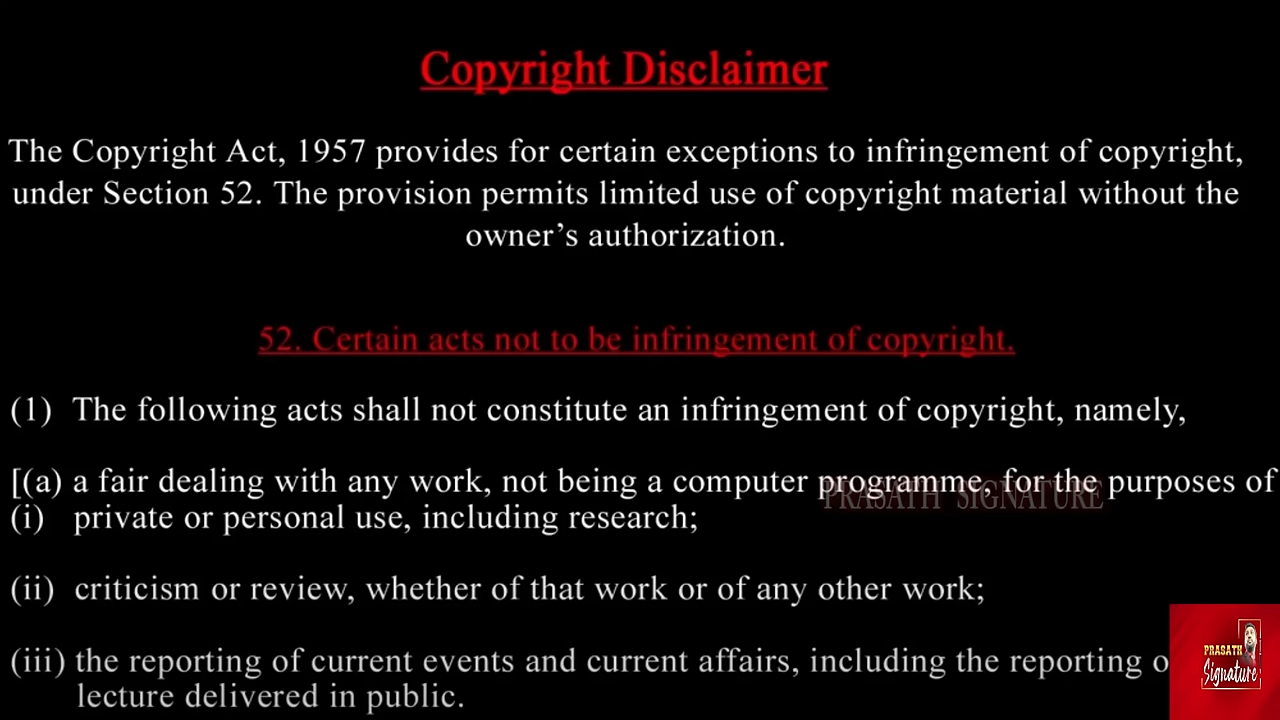 Copyright Disclaimer
The Copyright Act, 1957 provides for certain exceptions to infringement of copyright,
under Section 52. The provision permits limited use of copyright material without the
owner’s authorization.
52. Certain acts not to be infringement of copyright.
(1) The following acts shall not constitute an infringement of copyright, namely,
[(a) a fair dealing with any work, not being a computer programme, for the purposes of
PRASATH SIGNATURE
(i) private or personal use, including research;
(ii) criticism or review, whether of that work or of any other work;
(iii) the reporting of current events and current affairs, including the reporting
lecture delivered in public.
PRASATH
Signature